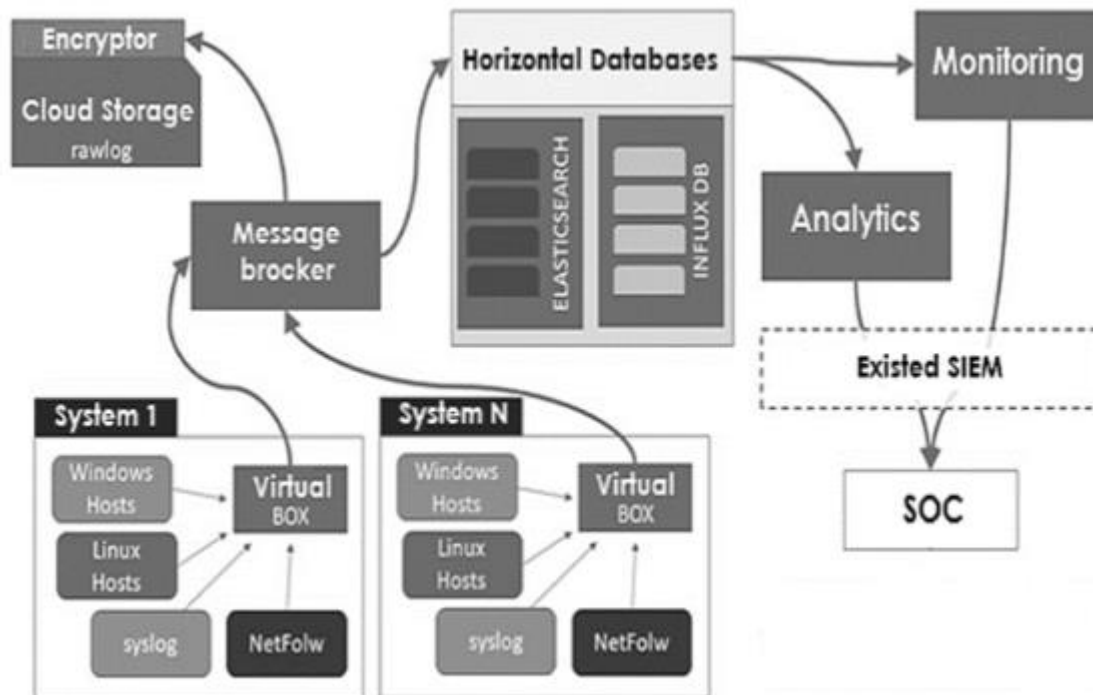 Encryptor
Cloud Storage
rawlog
Horizontal Databases
ELASTICSEARCH
INFLUX DB
Monitoring
Analytics
Message
brocker
Existed SIEM
SOC
System 1
Windows
Hosts
Linux
Hosts
syslog
NetFolw
Virtual
BOX
System N
Windows
Hosts
Linux
Hosts
syslog
NetFolw
Virtual
BOX